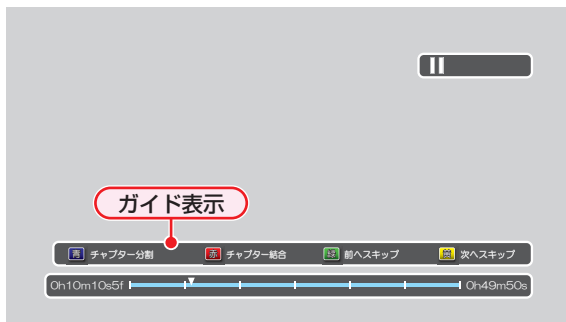 ガイド表示
青 チャプター分割 赤 チャプター結合 緑 前へスキップ 黄 次へスキップ
0h10m10s5f 0h49m50s